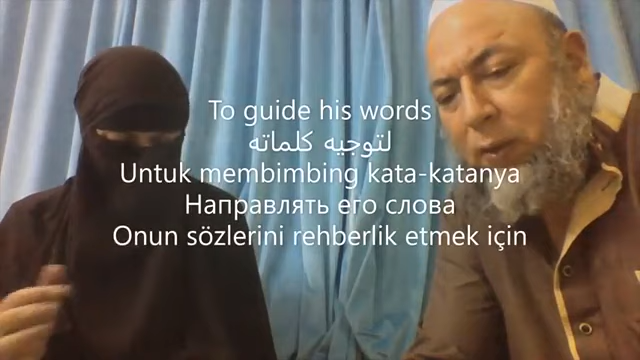 To guide his words
لتوجيه كلماته
Untuk membimbing kata-katanya
Направлять его слова
Onun sözlerini rehberlik etmek için